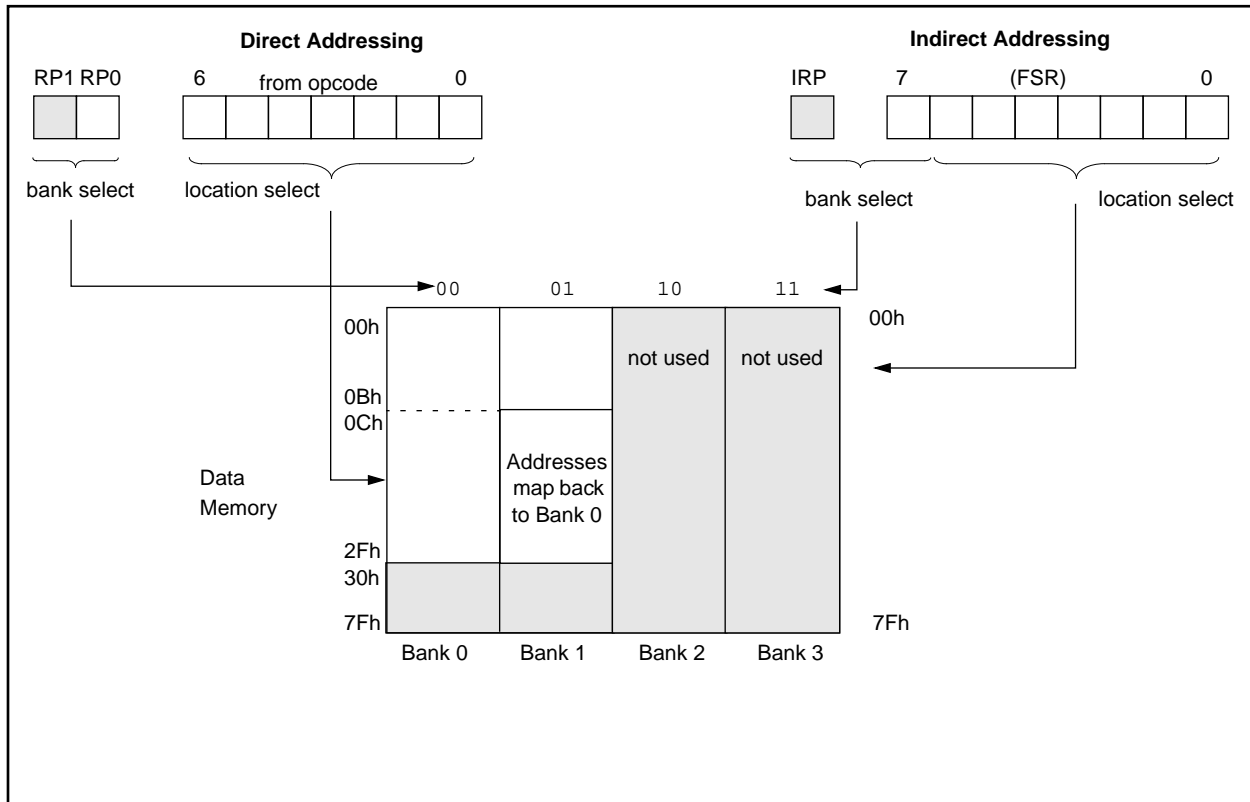 Direct Addressing
Indirect Addressing
RP1 RP0
6 from opcode 0
IRP
7 (FSR) 0
bank select
location select
bank select
location select
00 01 10 11
00h
00h
not used
not used
0Bh
0Ch
Addresses
map back
to Bank 0
Data
Memory
2Fh
30h
7Fh
7Fh
Bank 0
Bank 1
Bank 2
Bank 3